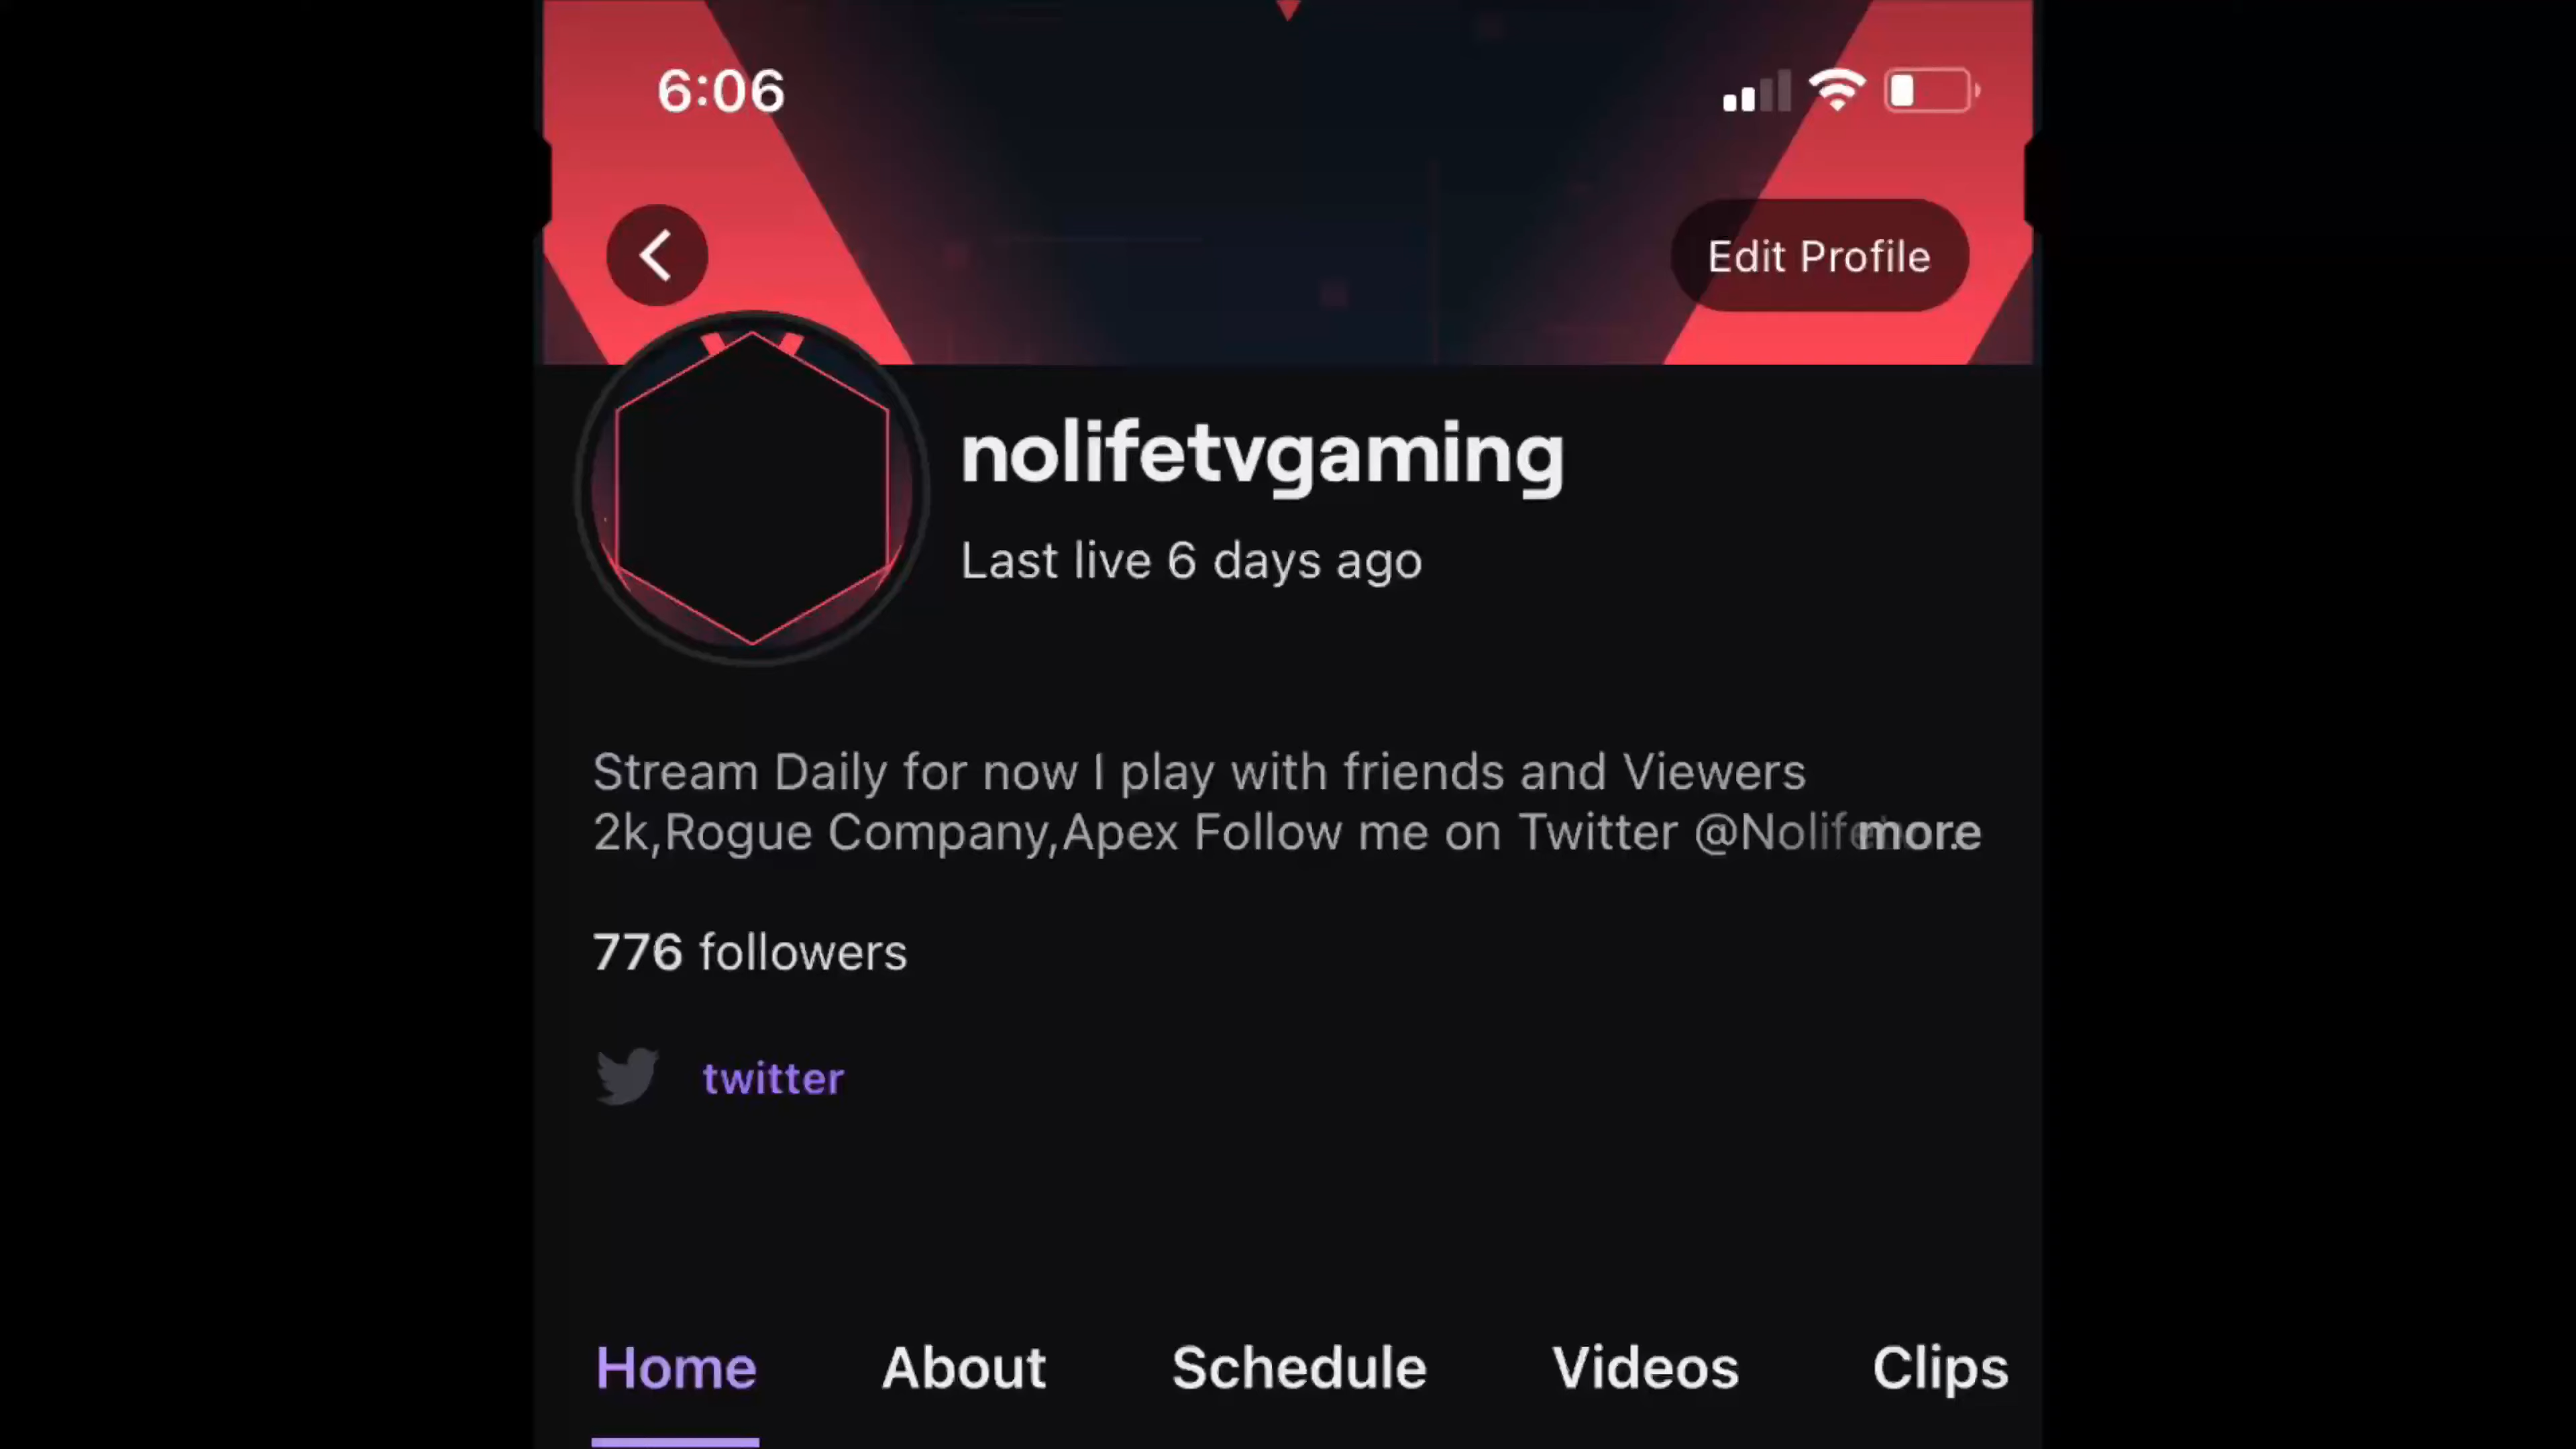 6:06
Edit Profile
nolifetvgaming
Last live 6 days ago
Stream Daily for now I play with friends and Viewers
2k,Rogue Company,Apex Follow me on Twitter more
776 followers
twitter
Home About Schedule Videos Clips